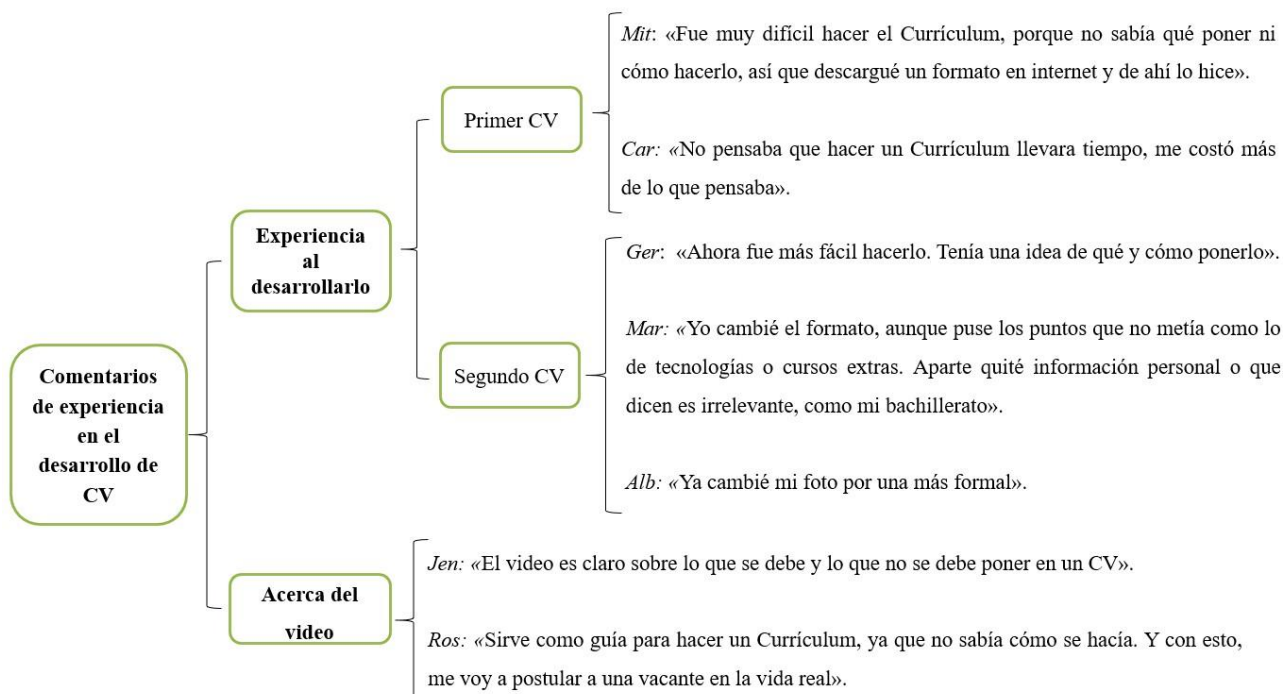 Comentarios
de experiencia
en el
desarrollo de
CV
Experiencia
al
desarrollarlo
Primer CV
Mit: «Fue muy difícil hacer el Currículum, porque no sabía qué poner ni
cómo hacerlo, así que descargué un formato en internet y de ahí lo hice».
Car: «No pensaba que hacer un Currículum llevara tiempo, me costó más
de lo que pensaba».
Segundo CV
Ger: «Ahora fue más fácil hacerlo. Tenía una idea de qué y cómo ponerlo».
Mar: «Yo cambié el formato, aunque puse los puntos que no metía como lo
de tecnologías o cursos extras. Aparte quité información personal o que
dicen es irrelevante, como mi bachillerato».
Alb: «Ya cambié mi foto por una más formal».
Acerca del
video
Jen: «El video es claro sobre lo que se debe y lo que no se debe poner en un CV».
Ros: «Sirve como guía para hacer un Currículum, ya que no sabía cómo se hacía. Y con esto,
me voy a postular a una vacante en la vida real».